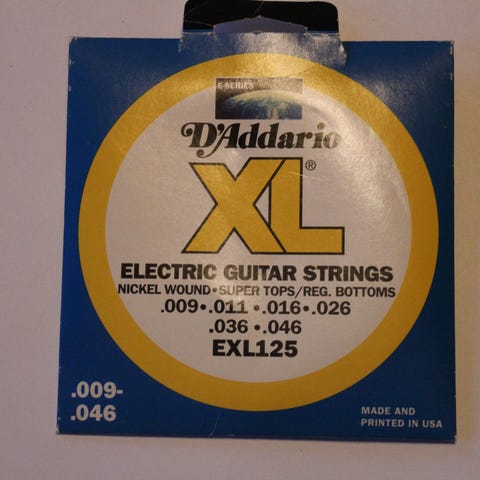 E-SERIES
D'Addario
XL®
ELECTRIC GUITAR STRINGS
NICKEL WOUND•SUPER TOPS/REG. BOTTOMS
.009•.011 •.016•.026
.036 •.046
EXL125
.009-
.046
MADE AND
PRINTED IN USA